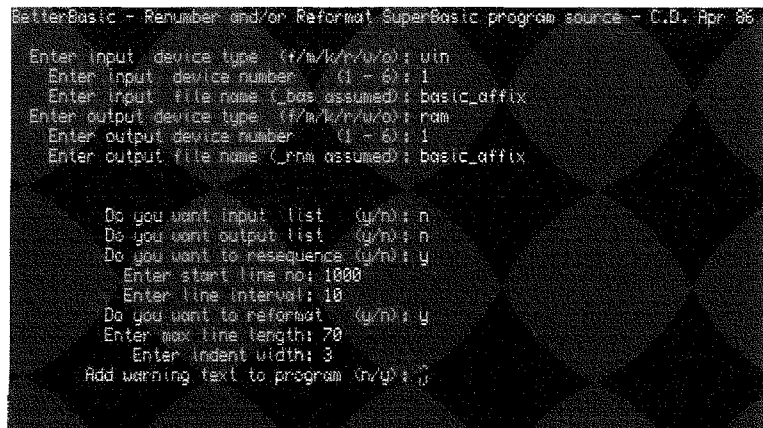 BetterBasic - Renumber and/or Reformat SuperBasic program source - C.D. Apr 86
Enter input device type (f/m/k/r/w/o): win
Enter input device number (1 - 6): 1
Enter input file name (_bas assumed): basic_affix
Enter output device type (f/m/k/r/w/o): ram
Enter output device number (1 - 6): 1
Enter output file name (_rnm assumed): basic_affix
Do you want input list (y/n): n
Do you want output list (y/n): n
Do you want to resequence (y/n): y
Enter start line no: 1000
Enter line interval: 10
Do you want to reformat (y/n): y
Enter max line length: 70
Enter indent width: 3
Add warning text to program (n/y):